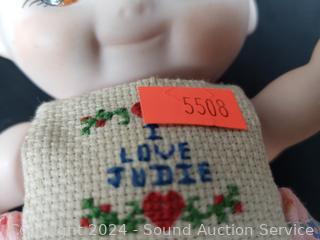 5508
I
LOVE
JUDIE
Copyright 2024 - Sound Auction Service